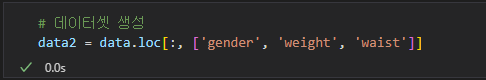 # 데이터셋 생성
data2 = data.loc[:, ['gender', 'weight', 'waist']]
0.0s